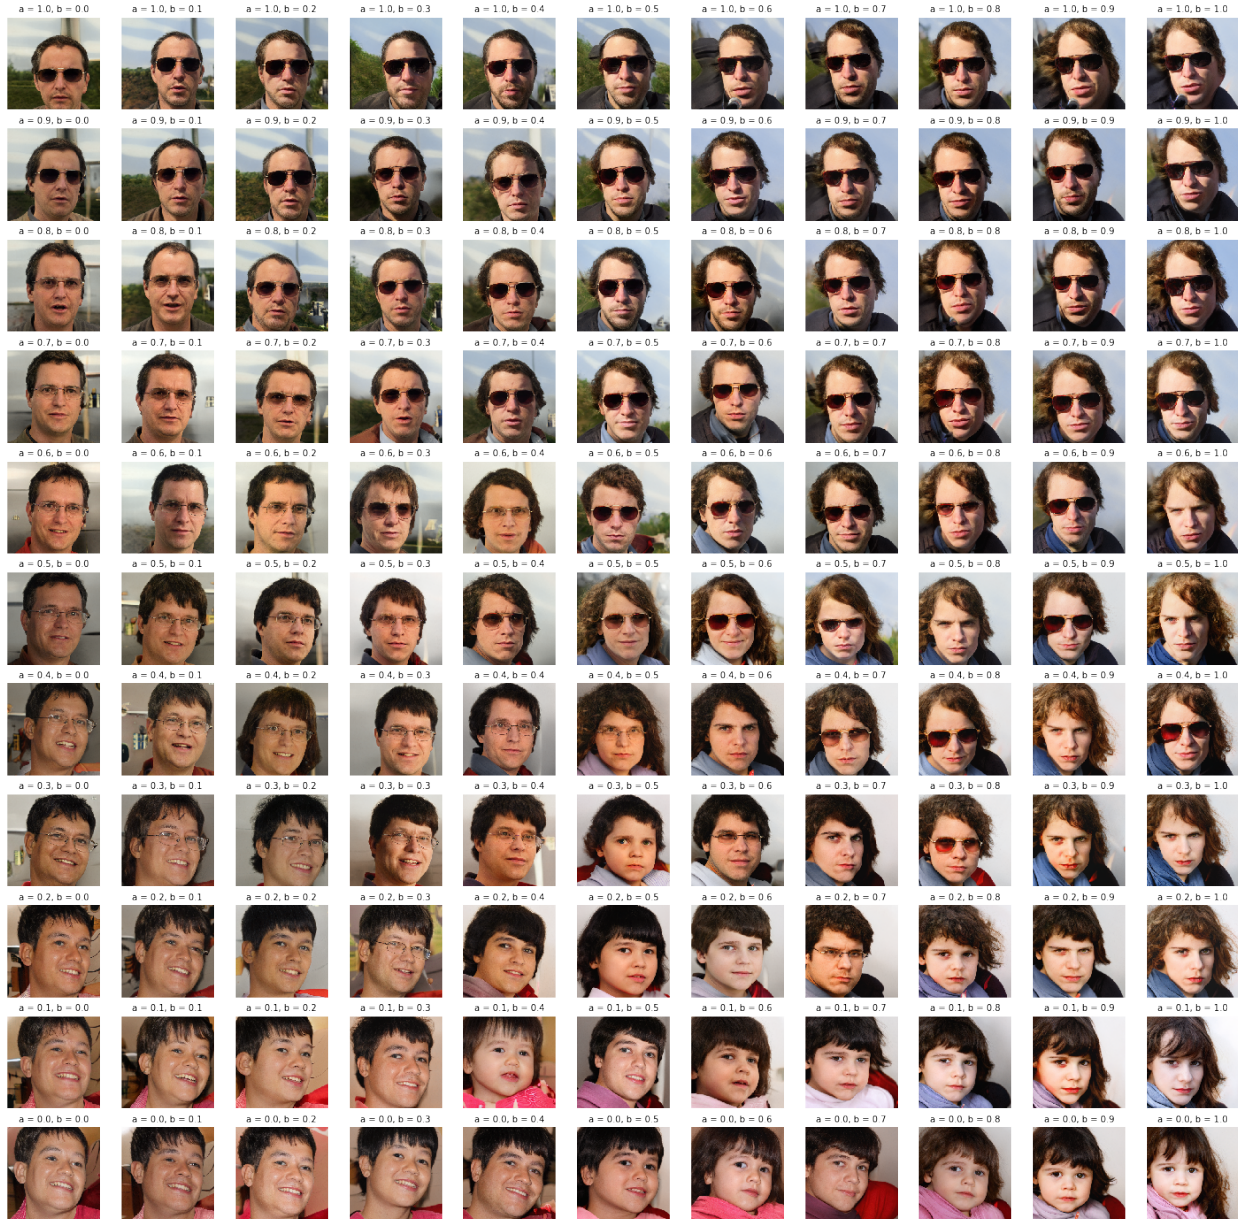 a = 1.0, b = 0.0 a = 1.0, b = 0.1 a = 1.0, b = 0.2 a = 1.0, b = 0.3 a = 1.0, b = 0.4 a = 1.0, b = 0.5 a = 1.0, b = 0.6 a = 1.0, b = 0.7 a = 1.0, b = 0.8 a = 1.0, b = 0.9 a = 1.0, b = 1.0
a = 0.9, b = 0.0 a = 0.9, b = 0.1 a = 0.9, b = 0.2 a = 0.9, b = 0.3 a = 0.9, b = 0.4 a = 0.9, b = 0.5 a = 0.9, b = 0.6 a = 0.9, b = 0.7 a = 0.9, b = 0.8 a = 0.9, b = 0.9 a = 0.9, b = 1.0
a = 0.8, b = 0.0 a = 0.8, b = 0.1 a = 0.8, b = 0.2 a = 0.8, b = 0.3 a = 0.8, b = 0.4 a = 0.8, b = 0.5 a = 0.8, b = 0.6 a = 0.8, b = 0.7 a = 0.8, b = 0.8 a = 0.8, b = 0.9 a = 0.8, b = 1.0
a = 0.7, b = 0.0 a = 0.7, b = 0.1 a = 0.7, b = 0.2 a = 0.7, b = 0.3 a = 0.7, b = 0.4 a = 0.7, b = 0.5 a = 0.7, b = 0.6 a = 0.7, b = 0.7 a = 0.7, b = 0.8 a = 0.7, b = 0.9 a = 0.7, b = 1.0
a = 0.6, b = 0.0 a = 0.6, b = 0.1 a = 0.6, b = 0.2 a = 0.6, b = 0.3 a = 0.6, b = 0.4 a = 0.6, b = 0.5 a = 0.6, b = 0.6 a = 0.6, b = 0.7 a = 0.6, b = 0.8 a = 0.6, b = 0.9 a = 0.6, b = 1.0
a = 0.5, b = 0.0 a = 0.5, b = 0.1 a = 0.5, b = 0.2 a = 0.5, b = 0.3 a = 0.5, b = 0.4 a = 0.5, b = 0.5 a = 0.5, b = 0.6 a = 0.5, b = 0.7 a = 0.5, b = 0.8 a = 0.5, b = 0.9 a = 0.5, b = 1.0
a = 0.4, b = 0.0 a = 0.4, b = 0.1 a = 0.4, b = 0.2 a = 0.4, b = 0.3 a = 0.4, b = 0.4 a = 0.4, b = 0.5 a = 0.4, b = 0.6 a = 0.4, b = 0.7 a = 0.4, b = 0.8 a = 0.4, b = 0.9 a = 0.4, b = 1.0
a = 0.3, b = 0.0 a = 0.3, b = 0.1 a = 0.3, b = 0.2 a = 0.3, b = 0.3 a = 0.3, b = 0.4 a = 0.3, b = 0.5 a = 0.3, b = 0.6 a = 0.3, b = 0.7 a = 0.3, b = 0.8 a = 0.3, b = 0.9 a = 0.3, b = 1.0
a = 0.2, b = 0.0 a = 0.2, b = 0.1 a = 0.2, b = 0.2 a = 0.2, b = 0.3 a = 0.2, b = 0.4 a = 0.2, b = 0.5 a = 0.2, b = 0.6 a = 0.2, b = 0.7 a = 0.2, b = 0.8 a = 0.2, b = 0.9 a = 0.2, b = 1.0
a = 0.1, b = 0.0 a = 0.1, b = 0.1 a = 0.1, b = 0.2 a = 0.1, b = 0.3 a = 0.1, b = 0.4 a = 0.1, b = 0.5 a = 0.1, b = 0.6 a = 0.1, b = 0.7 a = 0.1, b = 0.8 a = 0.1, b = 0.9 a = 0.1, b = 1.0
a = 0.0, b = 0.0 a = 0.0, b = 0.1 a = 0.0, b = 0.2 a = 0.0, b = 0.3 a = 0.0, b = 0.4 a = 0.0, b = 0.5 a = 0.0, b = 0.6 a = 0.0, b = 0.7 a = 0.0, b = 0.8 a = 0.0, b = 0.9 a = 0.0, b = 1.0